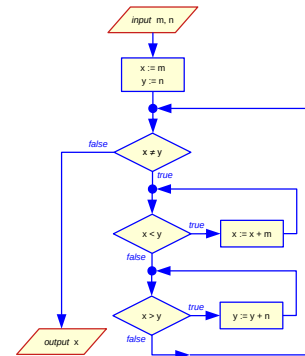 input m, n
x := m
y := n
false
x ≠ y
true
x < y
true
x := x + m
false
x > y
true
y := y + n
false
output x